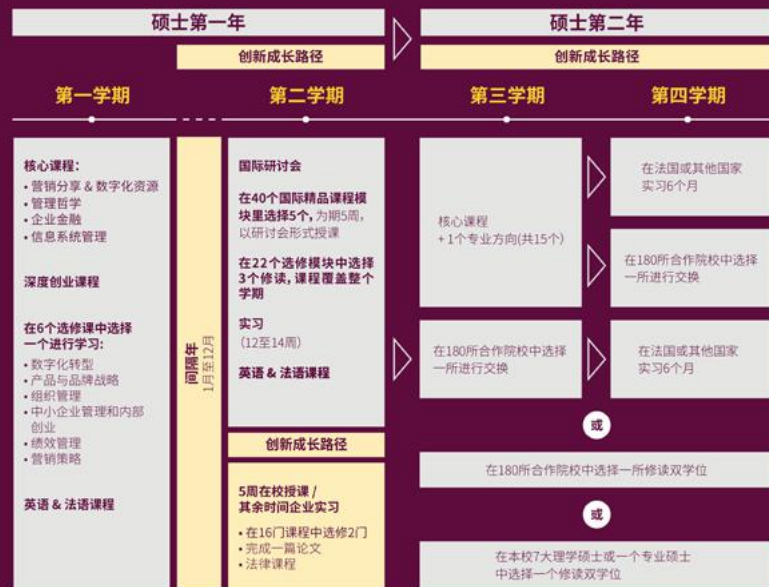 硕士第一年
硕士第二年
创新成长路径
创新成长路径
第一学期
第二学期
第三学期
第四学期
核心课程：
• 营销分享 & 数字化资源
• 管理哲学
• 企业金融
• 信息系统管理
深度创业课程
在6个选修课中选择
一个进行学习:
• 数字化转型
• 产品与品牌战略
• 组织管理
• 中小企业管理和内部
创业
• 绩效管理
• 营销策略
英语 & 法语课程
间隔年
1月至12月
国际研讨会
在40个国际精品课程模
块里选择5个, 为期5周,
以研讨会形式授课
在22个选修模块中选择
3个修读, 课程覆盖整个
学期
实习
（12至14周）
英语 & 法语课程
创新成长路径
5周在校授课 /
其余时间企业实习
• 在16门课程中选修2门
• 完成一篇论文
• 法律课程
核心课程
+ 1个专业方向(共15个)
在法国或其他国家
实习6个月
在180所合作院校中选择
一所进行交换
在180所合作院校中选择
一所进行交换
在法国或其他国家
实习6个月
或
在180所合作院校中选择一所修读双学位
或
在本校7大理学硕士或一个专业硕士
中选择一个修读双学位